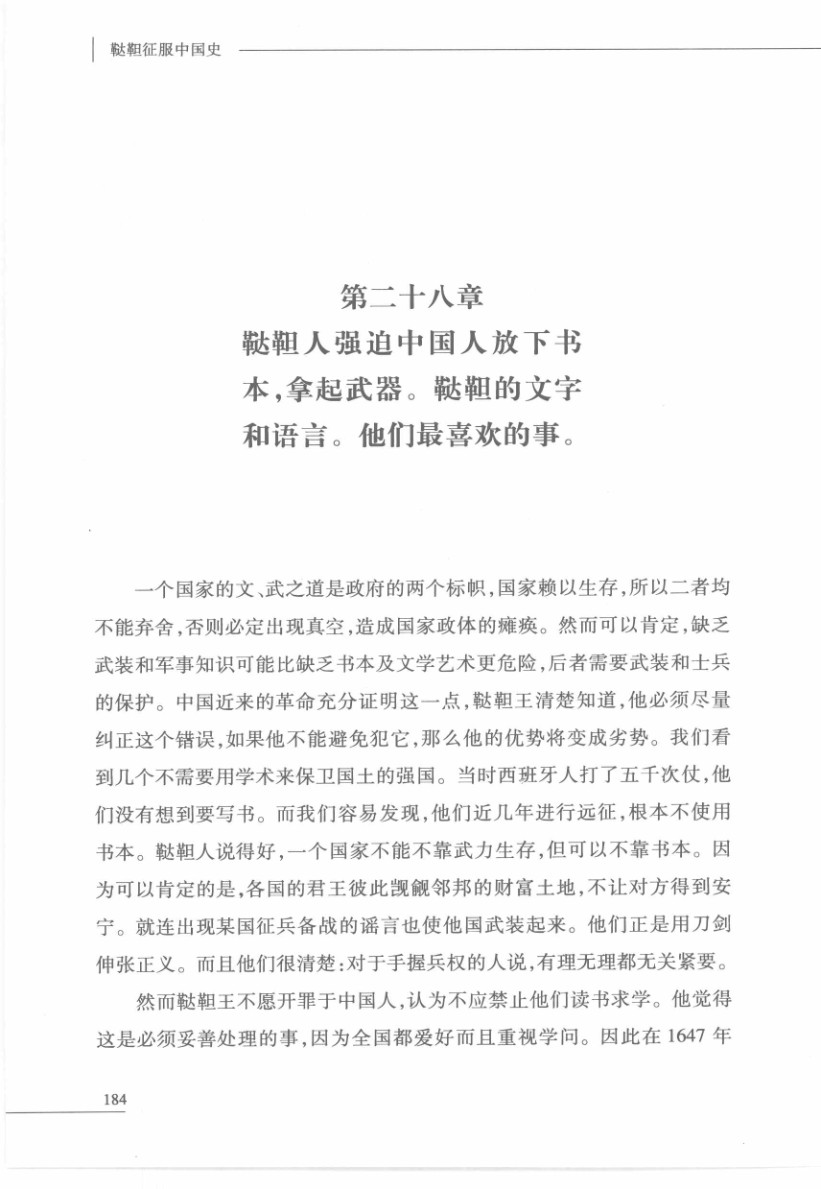 鞑靼征服中国史
第二十八章
鞑靼人强迫中国人放下书
本,拿起武器。鞑靼的文字
和语言。他们最喜欢的事。
一个国家的文、武之道是政府的两个标帜,国家赖以生存,所以二者均
不能弃舍,否则必定出现真空,造成国家政体的瘫痪。然而可以肯定,缺乏
武装和军事知识可能比缺乏书本及文学艺术更危险,后者需要武装和士兵
的保护。中国近来的革命充分证明这一点,鞑靼王清楚知道,他必须尽量
纠正这个错误,如果他不能避免犯它,那么他的优势将变成劣势。我们看
到几个不需要用学术来保卫国土的强国。当时西班牙人打了五千次仗,他
们没有想到要写书。而我们容易发现,他们近几年进行远征,根本不使用
书本。鞑靼人说得好,一个国家不能不靠武力生存,但可以不靠书本。因
为可以肯定的是,各国的君王彼此觊觎邻邦的财富土地,不让对方得到安
宁。就连出现某国征兵备战的谣言也使他国武装起来。他们正是用刀剑
伸张正义。而且他们很清楚:对于手握兵权的人说,有理无理都无关紧要。
然而鞑靼王不愿开罪于中国人,认为不应禁止他们读书求学。他觉得
这是必须妥善处理的事,因为全国都爱好而且重视学问。因此在 1647 年
184